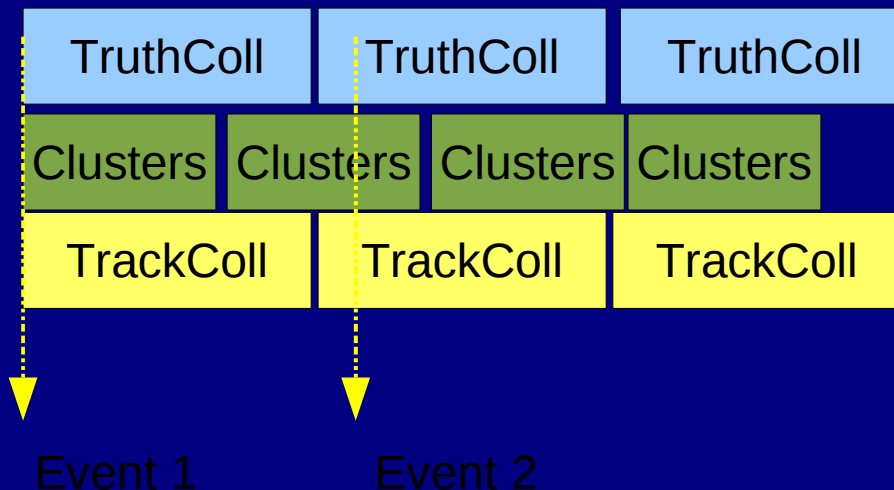 TruthColl TruthColl TruthColl
Clusters Clusters Clusters Clusters
TrackColl TrackColl TrackColl
Event 1 Event 2